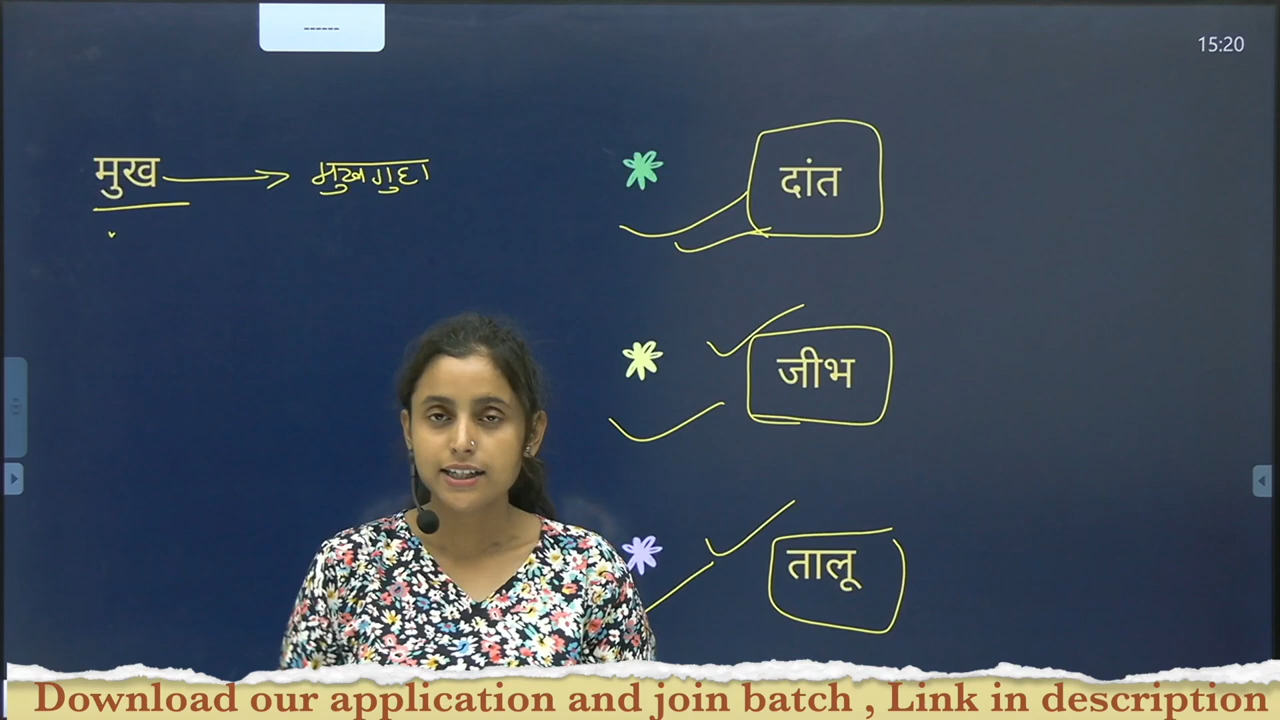 ------
15:20
मुख
मुखगुहा
दांत
जीभ
तालू
Download our application and join batch , Link in description